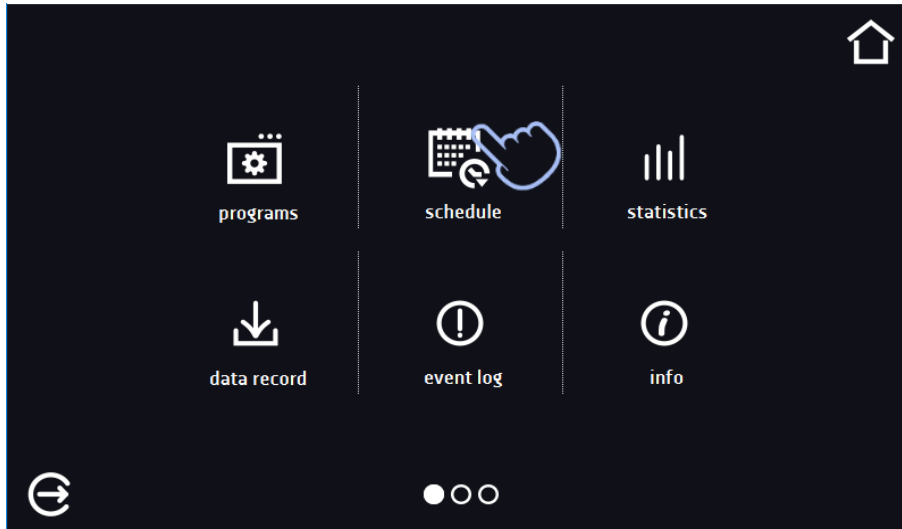 programs
schedule
statistics
data record
event log
info